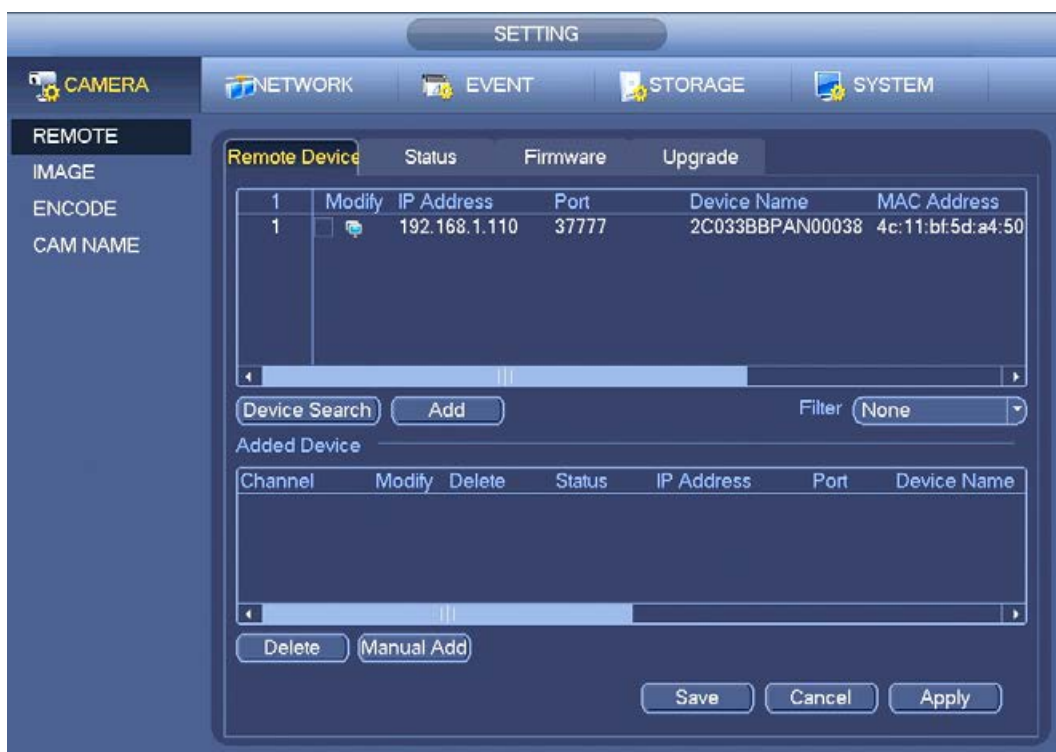 SETTING
CAMERA NETWORK EVENT STORAGE SYSTEM
REMOTE
IMAGE
ENCODE
CAM NAME
Remote Device Status Firmware Upgrade
1 Modify IP Address Port Device Name MAC Address
1 192.168.1.110 37777 2C033BBPAN00038 4c:11:bf:5d:a4:50
Device Search Add Filter None
Added Device
Channel Modify Delete Status IP Address Port Device Name
Delete Manual Add
Save Cancel Apply